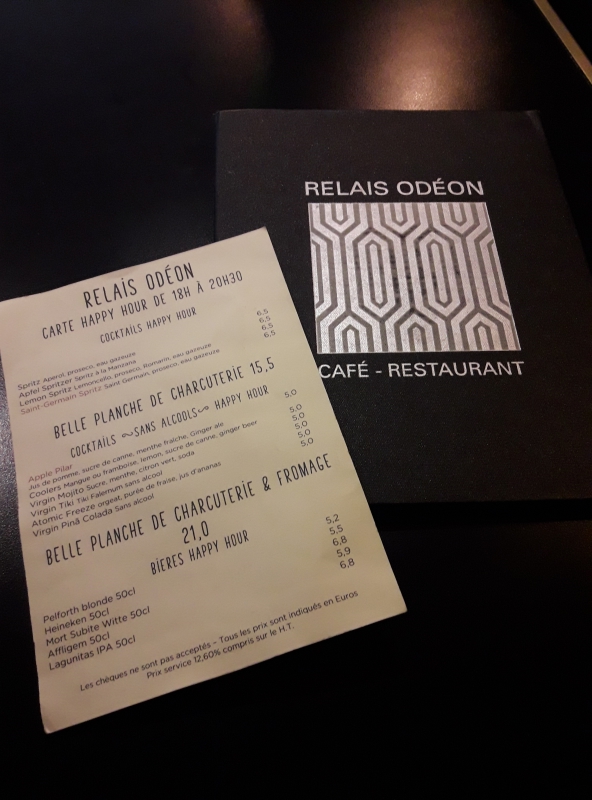 RELAIS ODÉON
CAFÉ - RESTAURANT
RELAIS ODÉON
CARTE HAPPY HOUR DE 18H À 20H30
COCKTAILS HAPPY HOUR
Spritz Aperol, proseco, eau gazeuze 6,5
Apfel Spritzer Spritz à la Manzana 6,5
Lemon Spritz Lemoncello, proseco, Romarin, eau gazeuze 6,5
Saint-Germain Spritz Saint Germain, proseco, eau gazeuze 6,5
BELLE PLANCHE DE CHARCUTERIE 15,5
COCKTAILS SANS ALCOOLS HAPPY HOUR
Apple Pilar 5,0
Jus de pomme, sucre de canne, menthe fraiche, Ginger ale
Coolers Mangue ou framboise, lemon, sucre de canne, ginger beer 5,0
Virgin Mojito Sucre, menthe, citron vert, soda 5,0
Virgin Tiki Tiki Falernum sans alcool 5,0
Atomic Freeze orgeat, purée de fraise, jus d'ananas 5,0
Virgin Pinã Colada Sans alcool 5,0
BELLE PLANCHE DE CHARCUTERIE & FROMAGE
21,0
BIÈRES HAPPY HOUR
Pelforth blonde 50cl 5,2
Heineken 50cl 5,5
Mort Subite Witte 50cl 6,8
Affligem 50cl 5,9
Lagunitas IPA 50cl 6,8
Les chèques ne sont pas acceptés – Tous les prix sont indiqués en Euros
Prix service 12,60% compris sur le H.T.